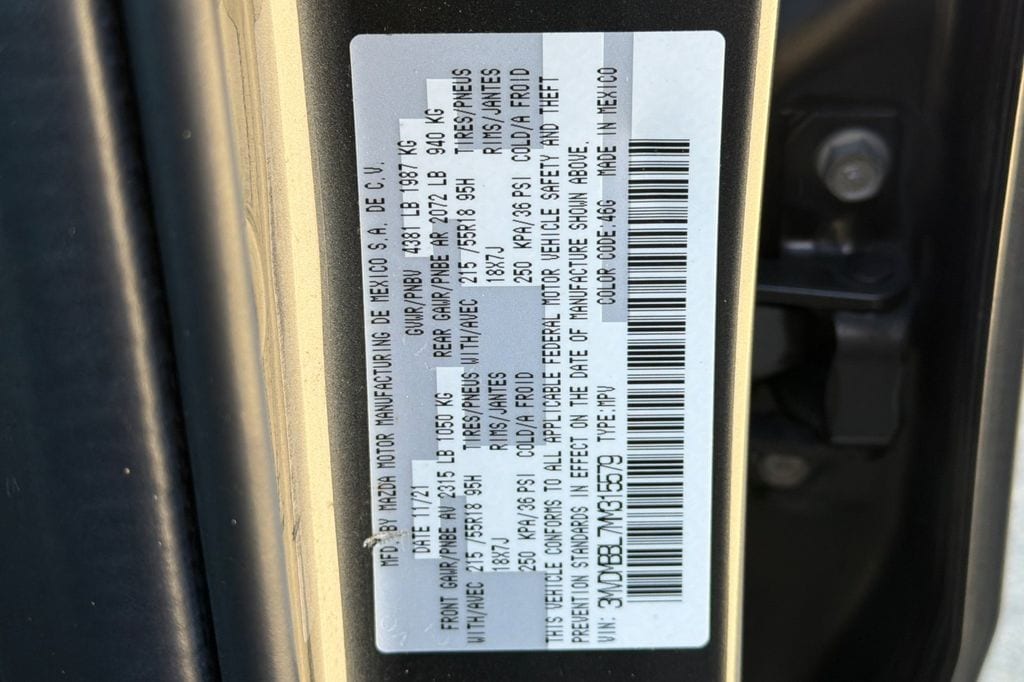 MFD. BY MAZDA MOTOR MANUFACTURING DE MEXICO S.A. DE C.V.
DATE 11/21 GVWR/PNBV 4381 LB 1987 KG
FRONT GAWR/PNBE AV 2315 LB 1050 KG REAR GAWR/PNBE AR 2072 LB 940 KG
WITH/AVEC 215 /55R18 95H TIRES/PNEUS WITH/AVEC 215 /55R18 95H TIRES/PNEUS
18X7J RIMS/JANTES 18X7J RIMS/JANTES
250 KPA/36 PSI COLD/A FROID 250 KPA/36 PSI COLD/A FROID
THIS VEHICLE CONFORMS TO ALL APPLICABLE FEDERAL MOTOR VEHICLE SAFETY AND THEFT
PREVENTION STANDARDS IN EFFECT ON THE DATE OF MANUFACTURE SHOWN ABOVE.
VIN: 3MVDMBBL7NM315579 TYPE:MPV COLOR CODE:46G MADE IN MEXICO